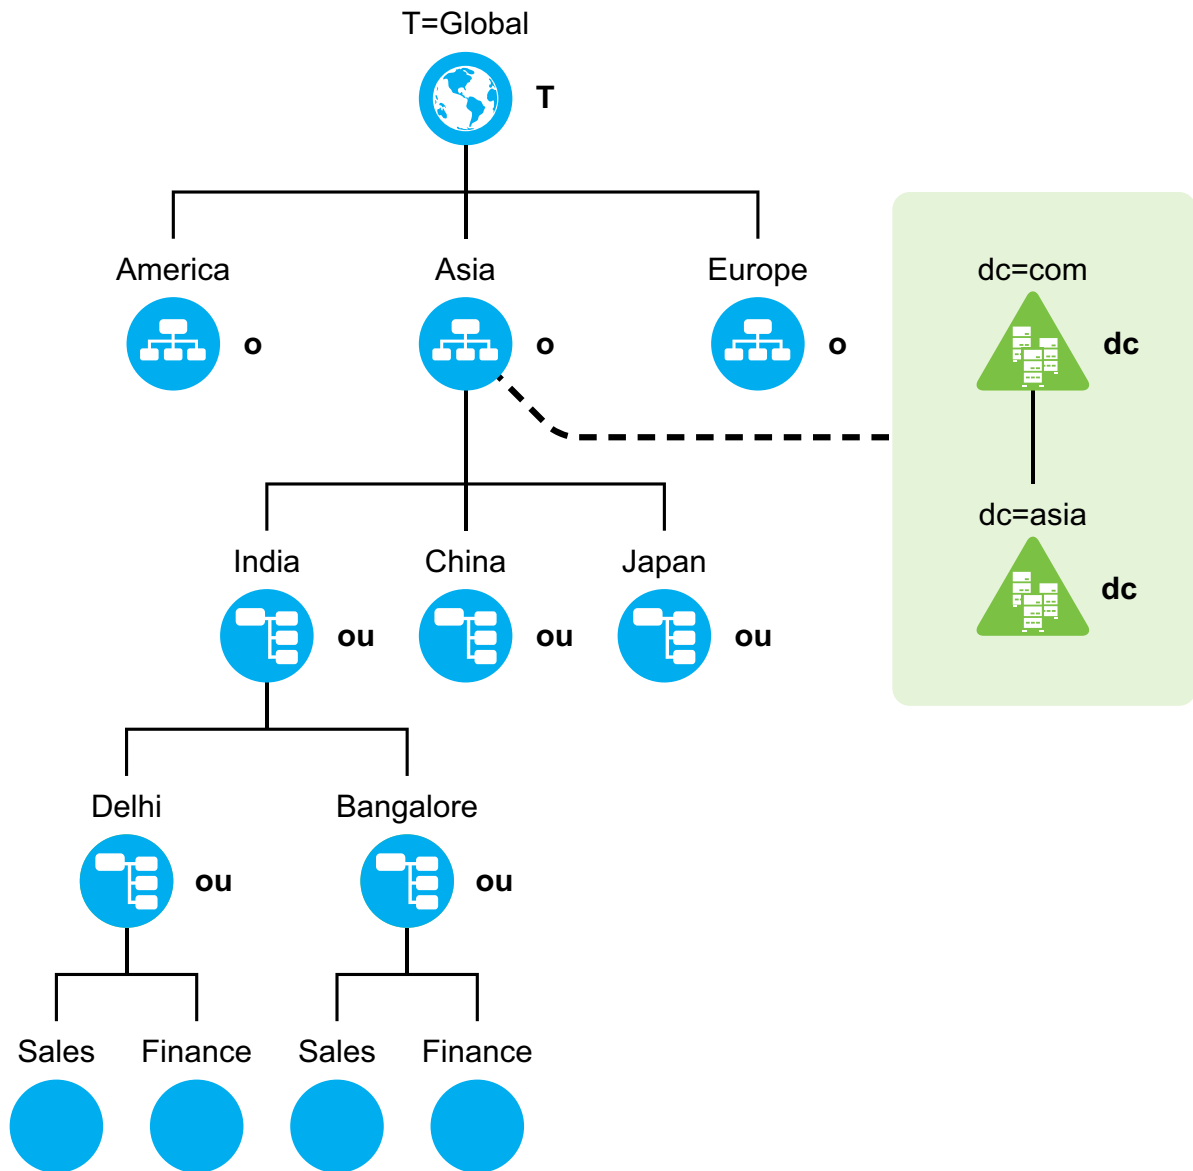 T=Global
T
America
Asia
Europe
o
o
o
dc=com
dc
dc=asia
dc
India
China
Japan
ou
ou
ou
Delhi
Bangalore
ou
ou
Sales
Finance
Sales
Finance